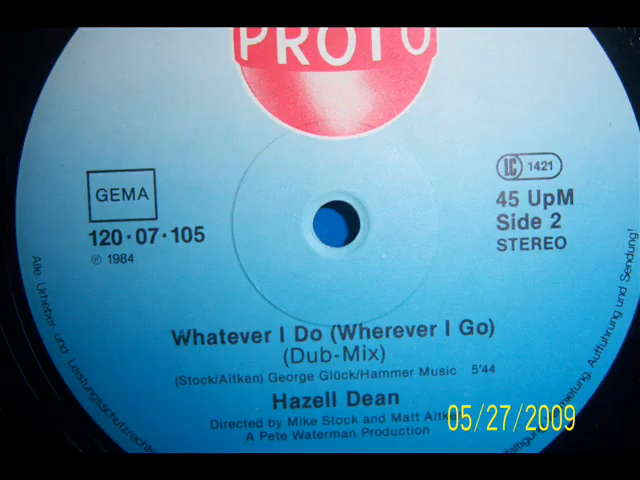 PROTO
GEMA
120·07·105
℗ 1984
LC 1421
45 UpM
Side 2
STEREO
Whatever I Do (Wherever I Go)
(Dub-Mix)
(Stock/Aitken) George Glück/Hammer Music 5'44
Hazell Dean
Directed by Mike Stock and Matt
A Pete Waterman Production
Alle Urheber und Leistungsschutzrechte
Aufführung und Sendung!
05/27/2009